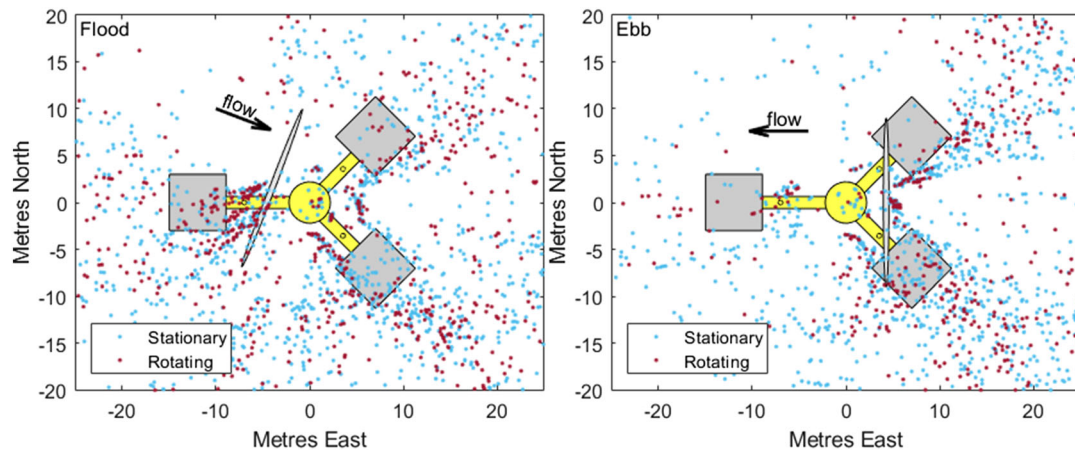 Flood
flow
20
15
10
5
0
-5
-10
-15
-20
Metres North
Stationary
Rotating
-20 -10 0 10 20
Metres East
Ebb
flow
20
15
10
5
0
-5
-10
-15
-20
Metres North
Stationary
Rotating
-20 -10 0 10 20
Metres East